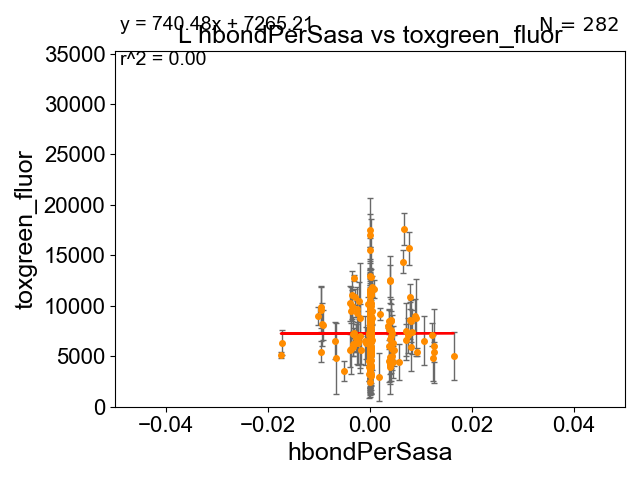 y = 740.48x + 7265.21
N = 282
L hbondPerSasa vs toxgreen_fluor
r^2 = 0.00
35000
30000
25000
20000
15000
10000
5000
0
toxgreen_fluor
−0.04
−0.02
0.00
0.02
0.04
hbondPerSasa